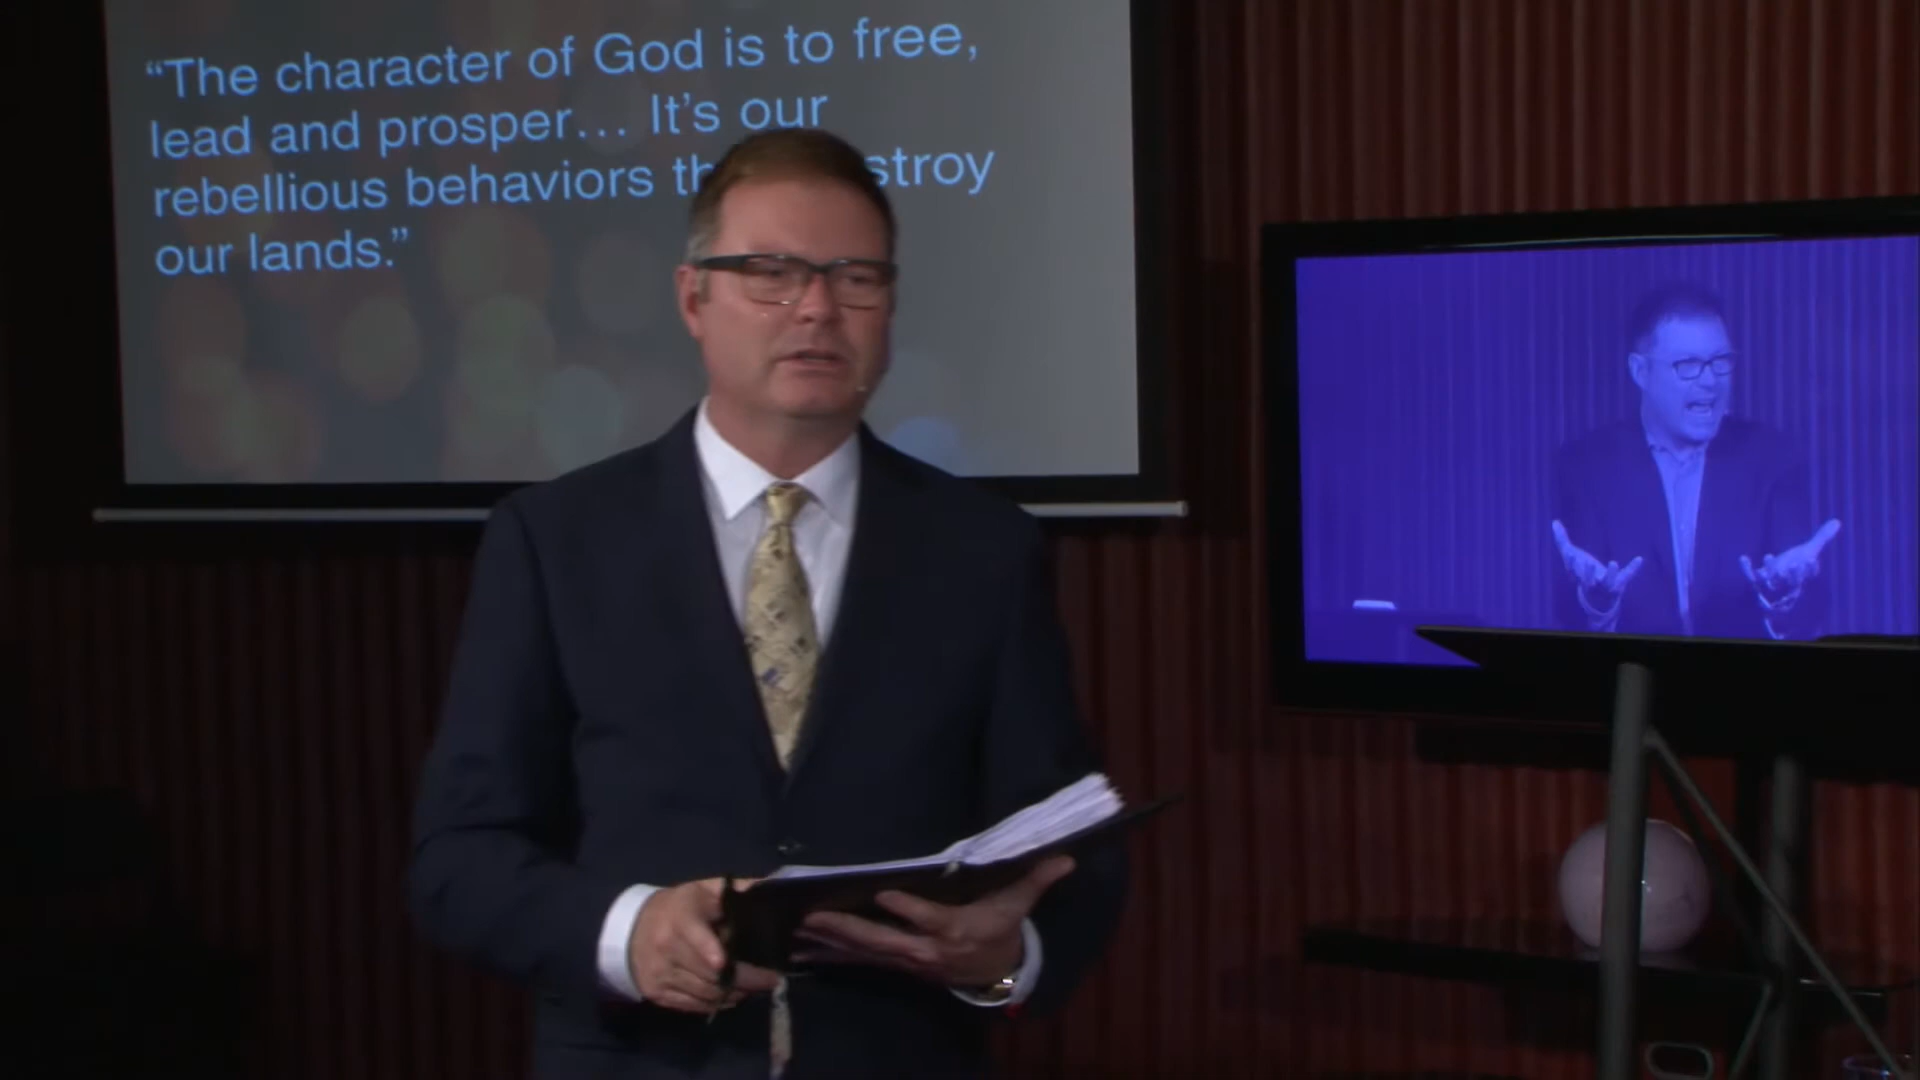 “The character of God is to free,
lead and prosper... It’s our
rebellious behaviors
our lands.”